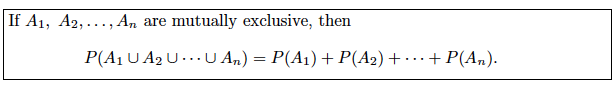 If A₁, A₂, . . . , Aₙ are mutually exclusive, then
P(A₁ ∪ A₂ ∪ · · · ∪ Aₙ) = P(A₁) + P(A₂) + · · · + P(Aₙ).